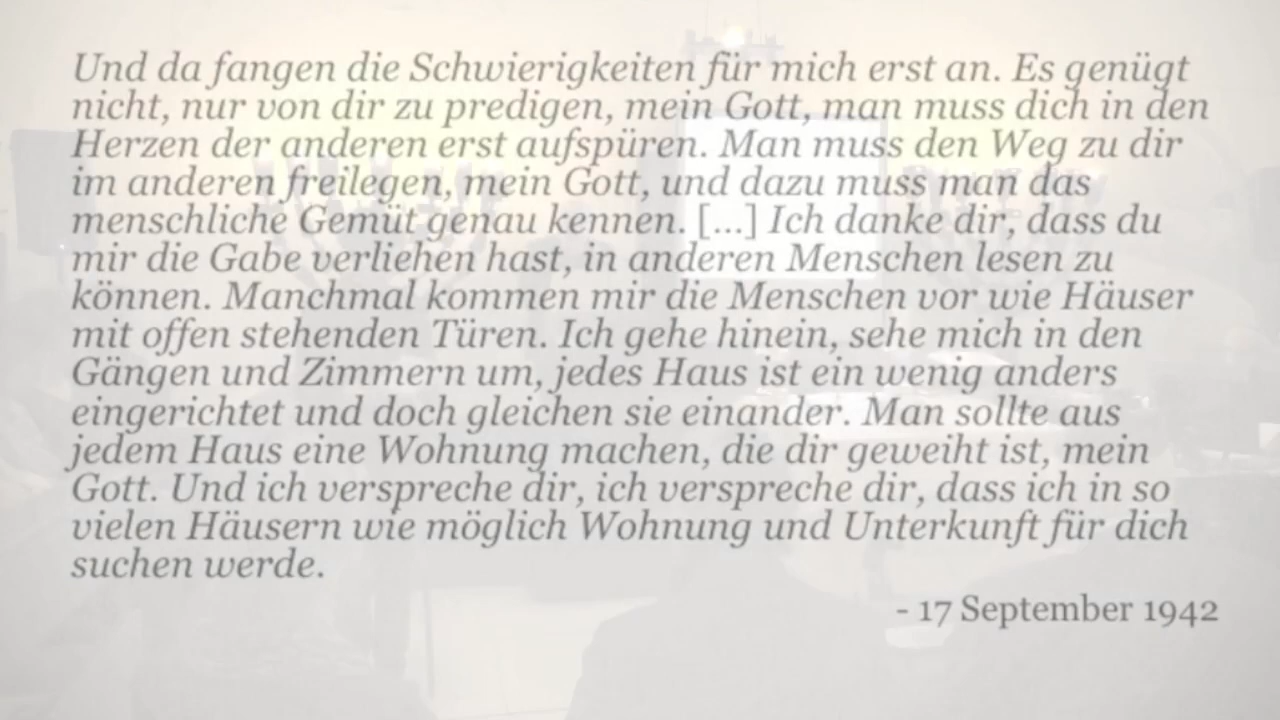 Und da fangen die Schwierigkeiten für mich erst an. Es genügt
nicht, nur von dir zu predigen, mein Gott, man muss dich in den
Herzen der anderen erst aufspüren. Man muss den Weg zu dir
im anderen freilegen, mein Gott, und dazu muss man das
menschliche Gemüt genau kennen. [...] Ich danke dir, dass du
mir die Gabe verliehen hast, in anderen Menschen lesen zu
können. Manchmal kommen mir die Menschen vor wie Häuser
mit offen stehenden Türen. Ich gehe hinein, sehe mich in den
Gängen und Zimmern um, jedes Haus ist ein wenig anders
eingerichtet und doch gleichen sie einander. Man sollte aus
jedem Haus eine Wohnung machen, die dir geweiht ist, mein
Gott. Und ich verspreche dir, ich verspreche dir, dass ich in so
vielen Häusern wie möglich Wohnung und Unterkunft für dich
suchen werde.
- 17 September 1942